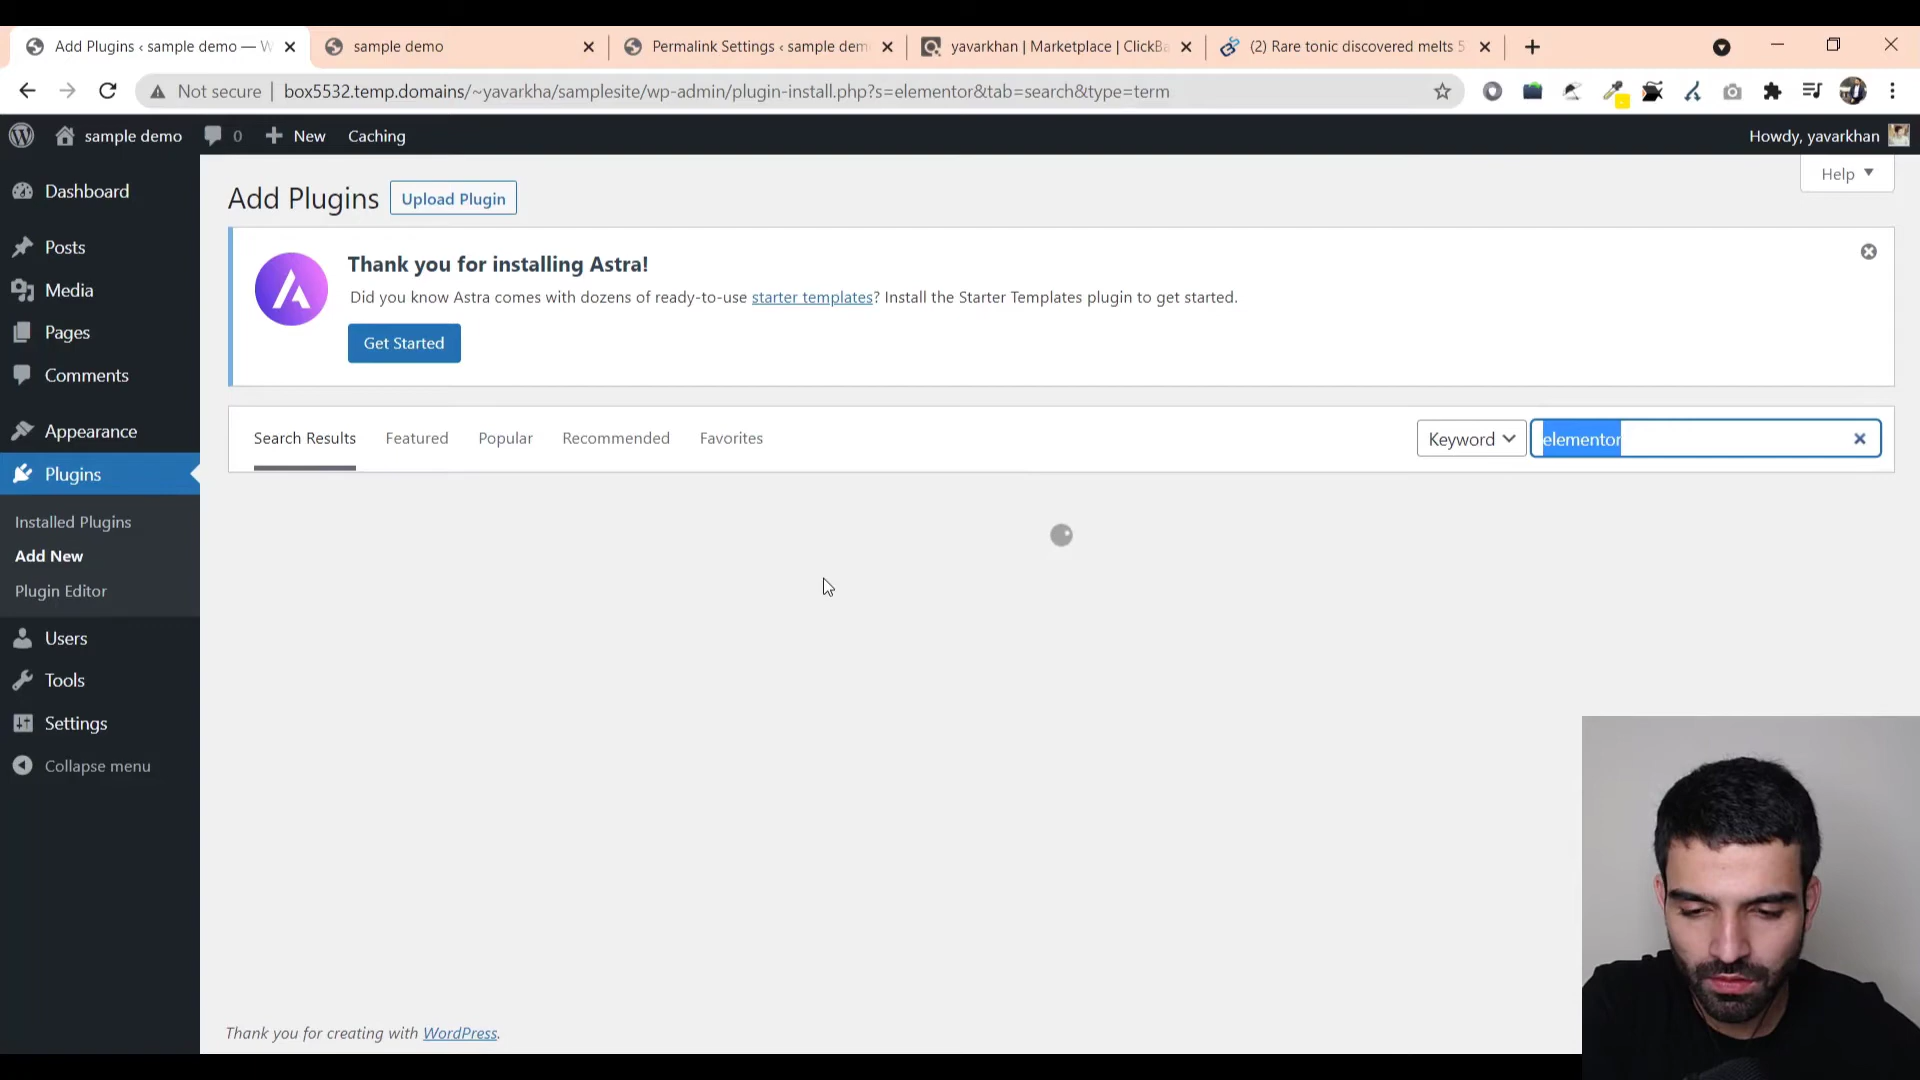 Add Plugins ‹ sample demo — W
sample demo
Permalink Settings ‹ sample dem
yavarkhan | Marketplace | ClickBa
(2) Rare tonic discovered melts 5
Not secure
box5532.temp.domains/~yavarkha/samplesite/wp-admin/plugin-install.php?s=elementor&tab=search&type=term
sample demo
0
New
Caching
Howdy, yavarkhan
Dashboard
Posts
Media
Pages
Comments
Appearance
Plugins
Installed Plugins
Add New
Plugin Editor
Users
Tools
Settings
Collapse menu
Help
Add Plugins
Upload Plugin
Thank you for installing Astra!
Did you know Astra comes with dozens of ready-to-use starter templates? Install the Starter Templates plugin to get started.
Get Started
Search Results
Featured
Popular
Recommended
Favorites
Keyword
elementor
Thank you for creating with WordPress.